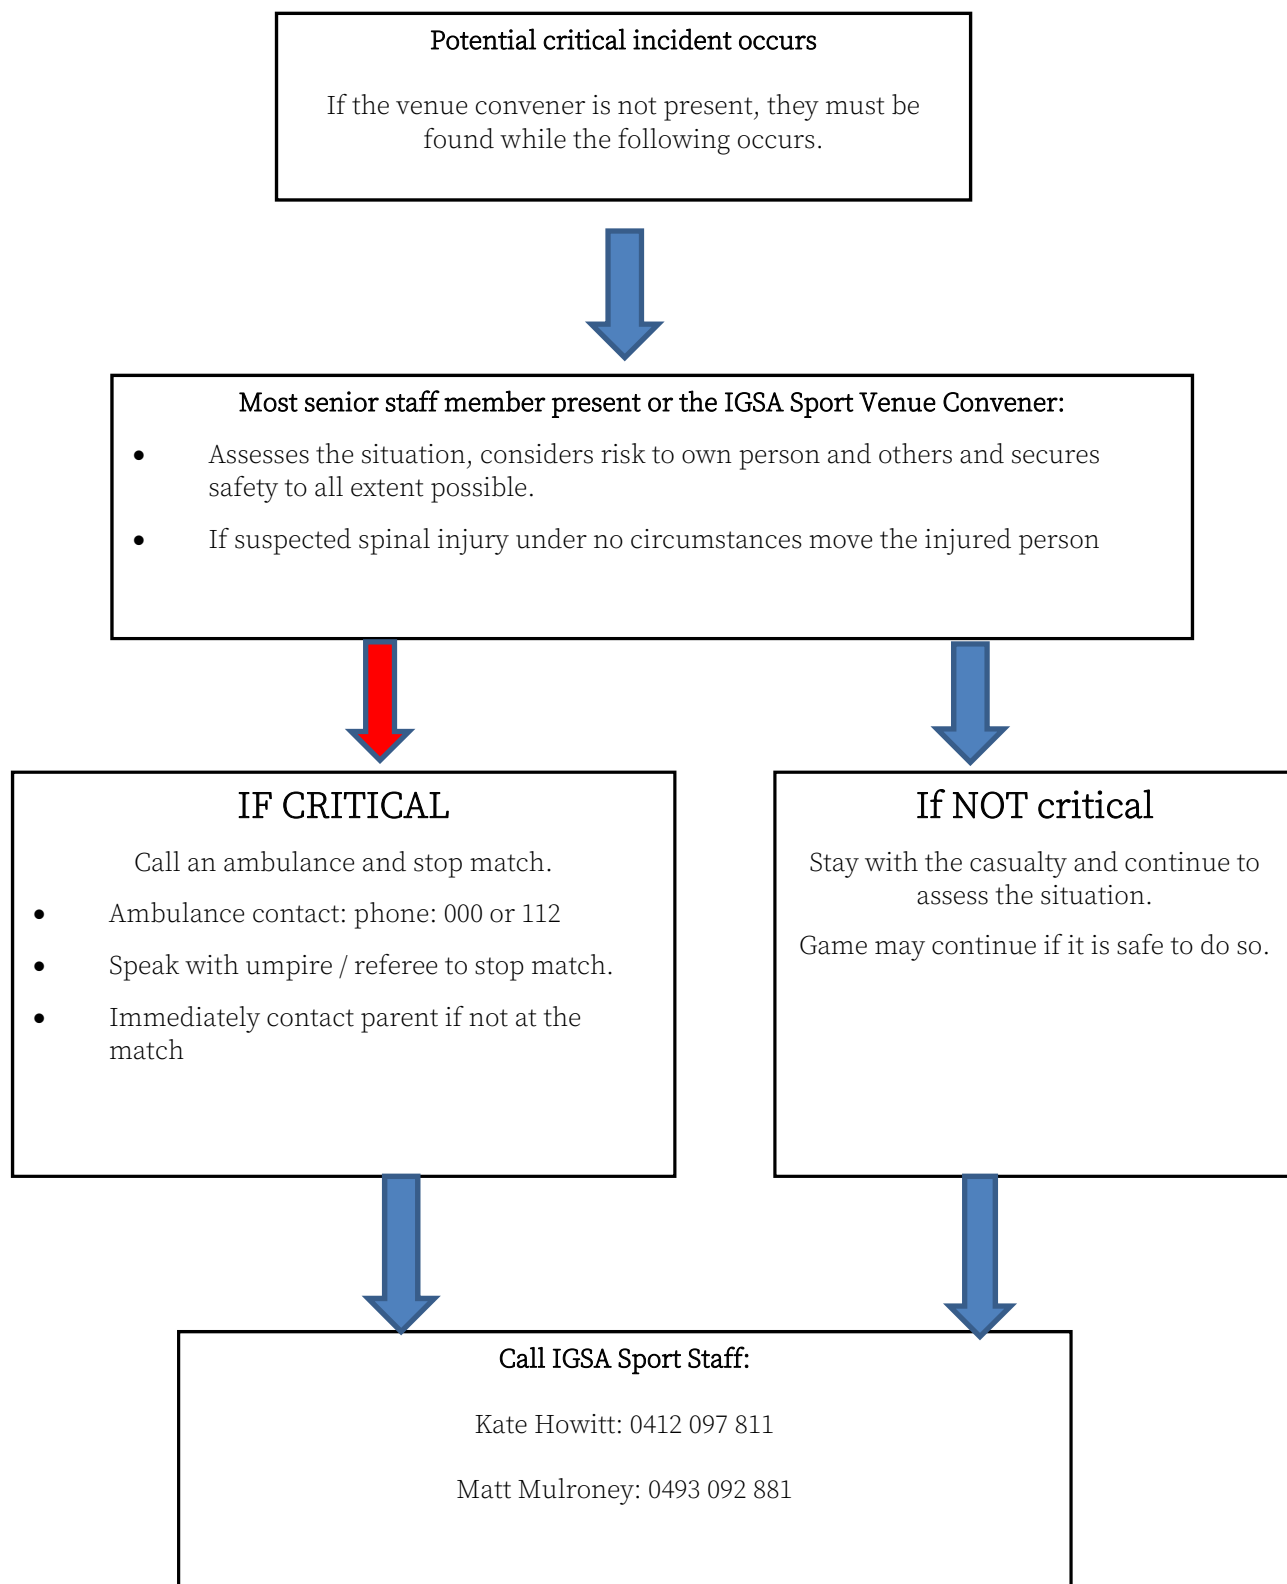 Potential critical incident occurs
If the venue convener is not present, they must be
found while the following occurs.
Most senior staff member present or the IGSA Sport Venue Convener:
• Assesses the situation, considers risk to own person and others and secures
safety to all extent possible.
• If suspected spinal injury under no circumstances move the injured person
IF CRITICAL
Call an ambulance and stop match.
• Ambulance contact: phone: 000 or 112
• Speak with umpire / referee to stop match.
• Immediately contact parent if not at the
match
If NOT critical
Stay with the casualty and continue to
assess the situation.
Game may continue if it is safe to do so.
Call IGSA Sport Staff:
Kate Howitt: 0412 097 811
Matt Mulroney: 0493 092 881